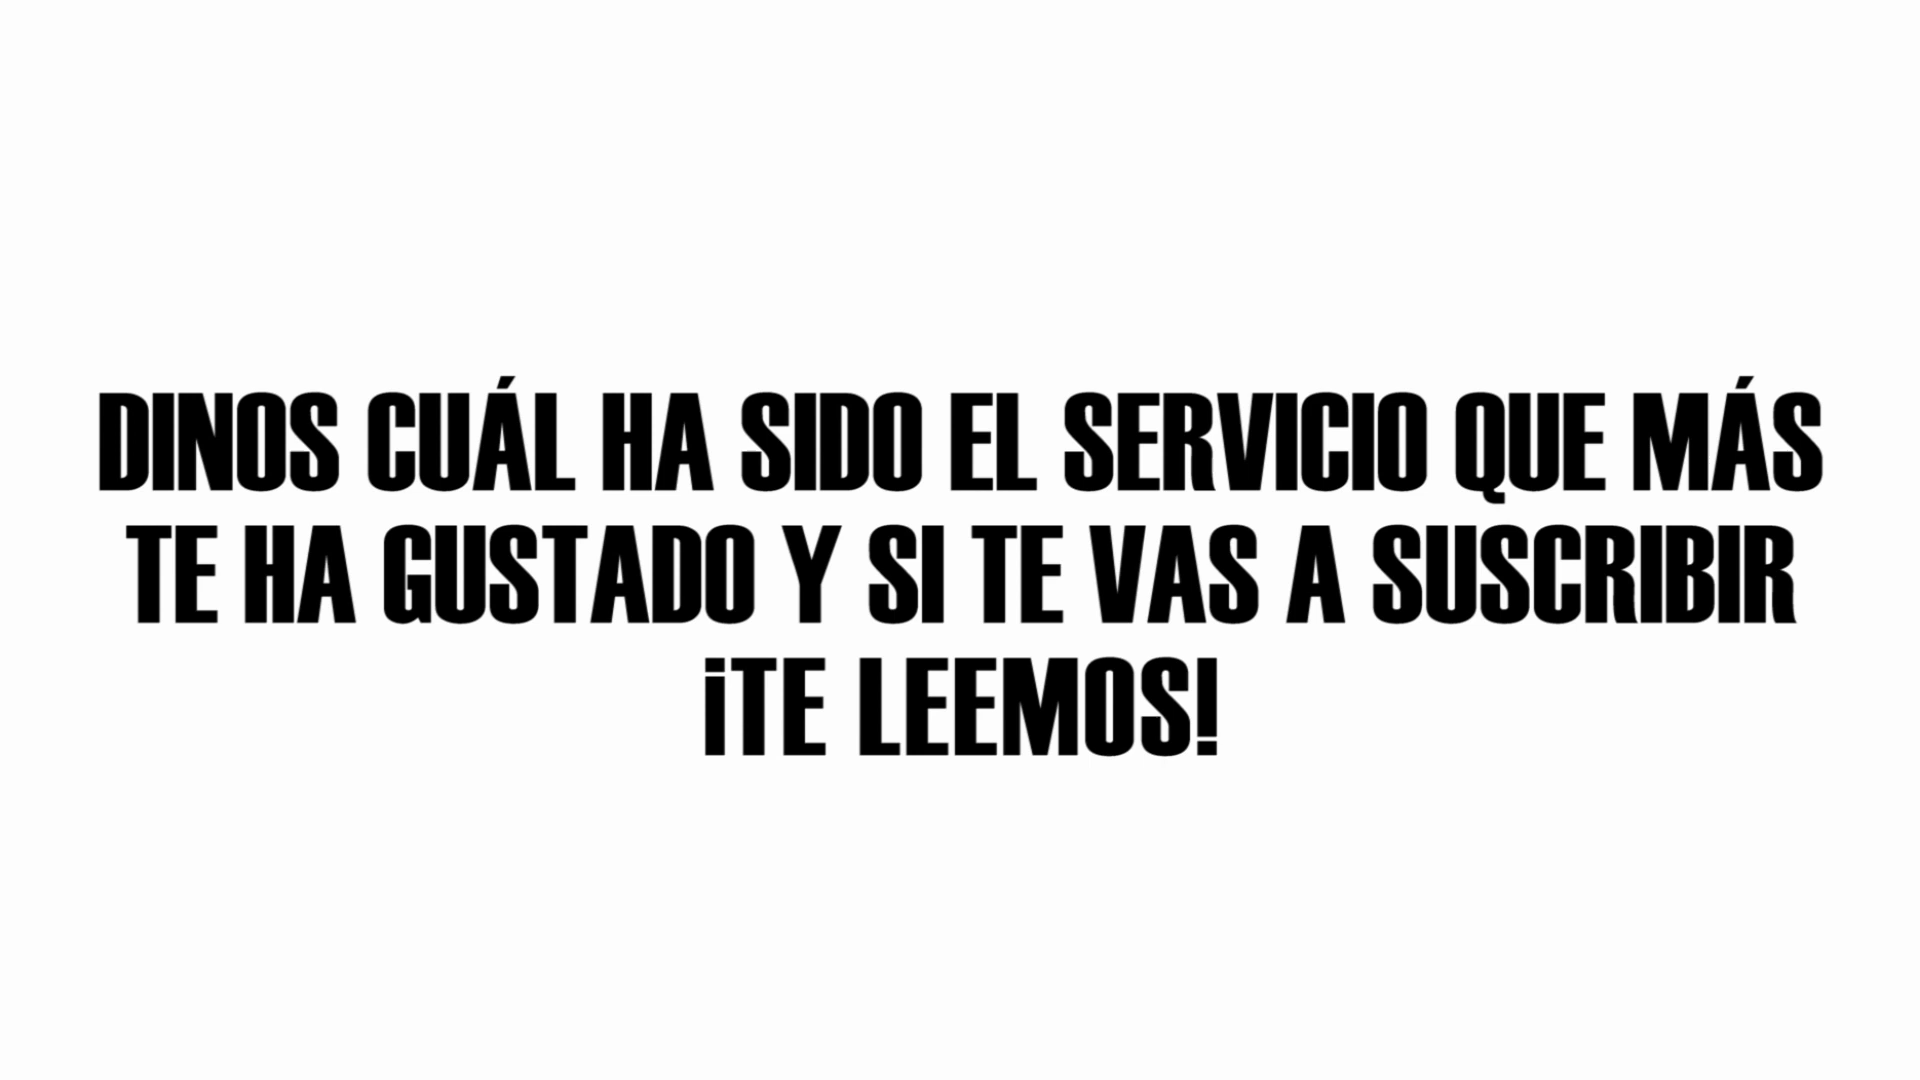 DINOS CUÁL HA SIDO EL SERVICIO QUE MÁS
TE HA GUSTADO Y SI TE VAS A SUSCRIBIR
¡TE LEEMOS!